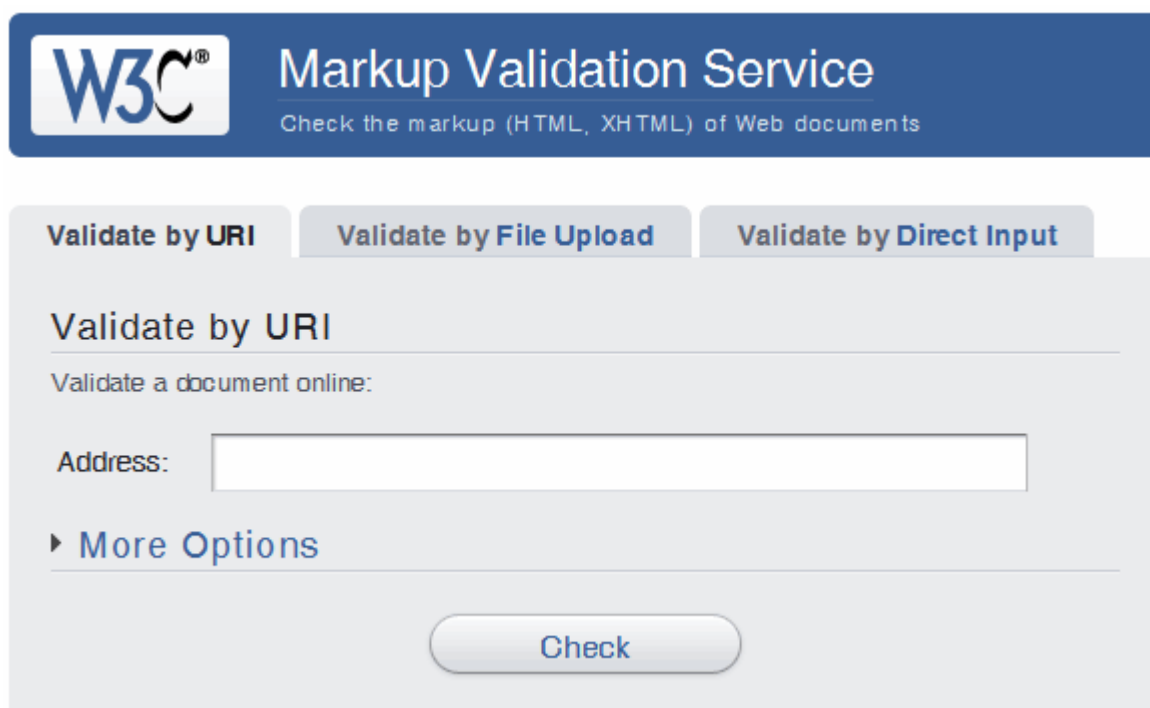 W3C®
Markup Validation Service
Check the markup (HTML, XHTML) of Web documents
Validate by URI
Validate by File Upload
Validate by Direct Input
Validate by URI
Validate a document online:
Address:
More Options
Check